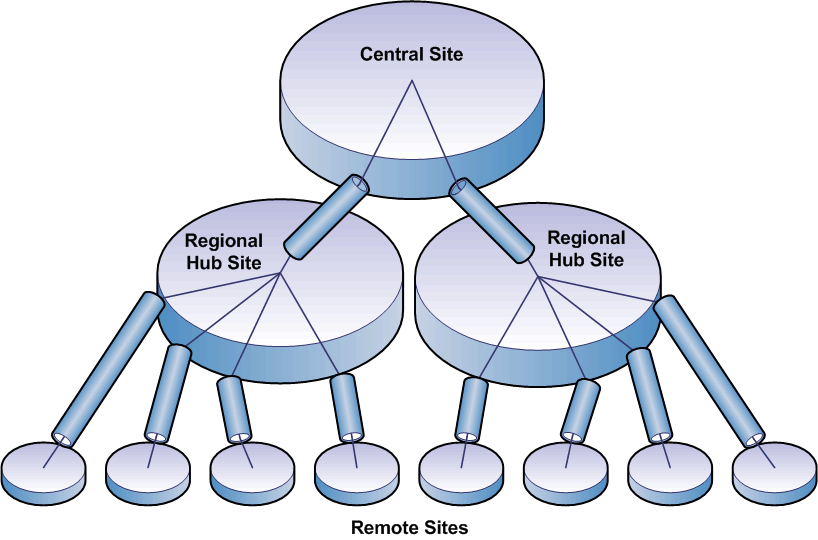 Central Site
Regional
Hub Site
Regional
Hub Site
Remote Sites